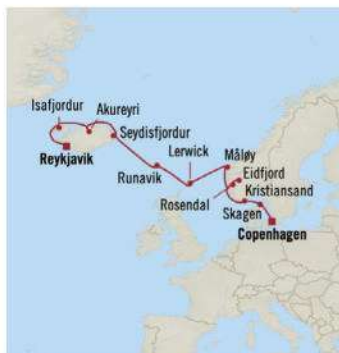 Isafjordur
Akureyri
Seydisfjordur
Reykjavik
Lerwick
Måløy
Runavik
Eidfjord
Kristiansand
Rosendal
Skagen
Copenhagen